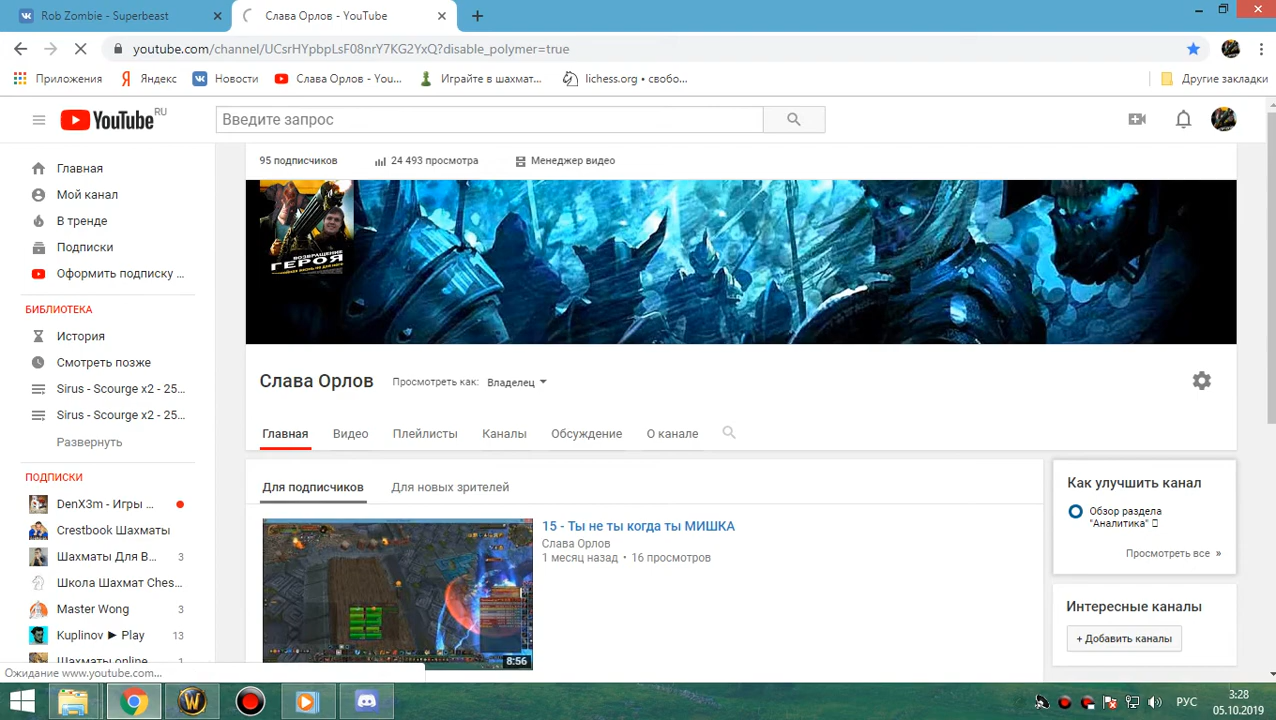 Rob Zombie - Superbeast
Слава Орлов - YouTube
youtube.com/channel/UCsrHYpbpLsF08nrY7KG2YxQ?disable_polymer=true
Приложения
Яндекс
Новости
Слава Орлов - You...
Играйте в шахмат...
lichess.org • свобо...
Другие закладки
YouTube RU
Введите запрос
95 подписчиков
24 493 просмотра
Менеджер видео
Главная
Мой канал
В тренде
Подписки
Оформить подписку ...
БИБЛИОТЕКА
История
Смотреть позже
Sirus - Scourge x2 - 25...
Sirus - Scourge x2 - 25...
Развернуть
ПОДПИСКИ
DenX3m - Игры ...
Crestbook Шахматы
Шахматы Для В... 3
Школа Шахмат Ches...
Master Wong 3
Kuplinov ► Play 13
Шахматы online
ВОЗВРАЩЕНИЕ
ГЕРОЯ
Слава Орлов
Просмотреть как: Владелец
Главная
Видео
Плейлисты
Каналы
Обсуждение
О канале
Для подписчиков
Для новых зрителей
15 - Ты не ты когда ты МИШКА
Слава Орлов
1 месяц назад • 16 просмотров
8:56
Как улучшить канал
Обзор раздела
"Аналитика"
Просмотреть все »
Интересные каналы
+ Добавить каналы
Ожидание www.youtube.com...
РУС
3:28
05.10.2019